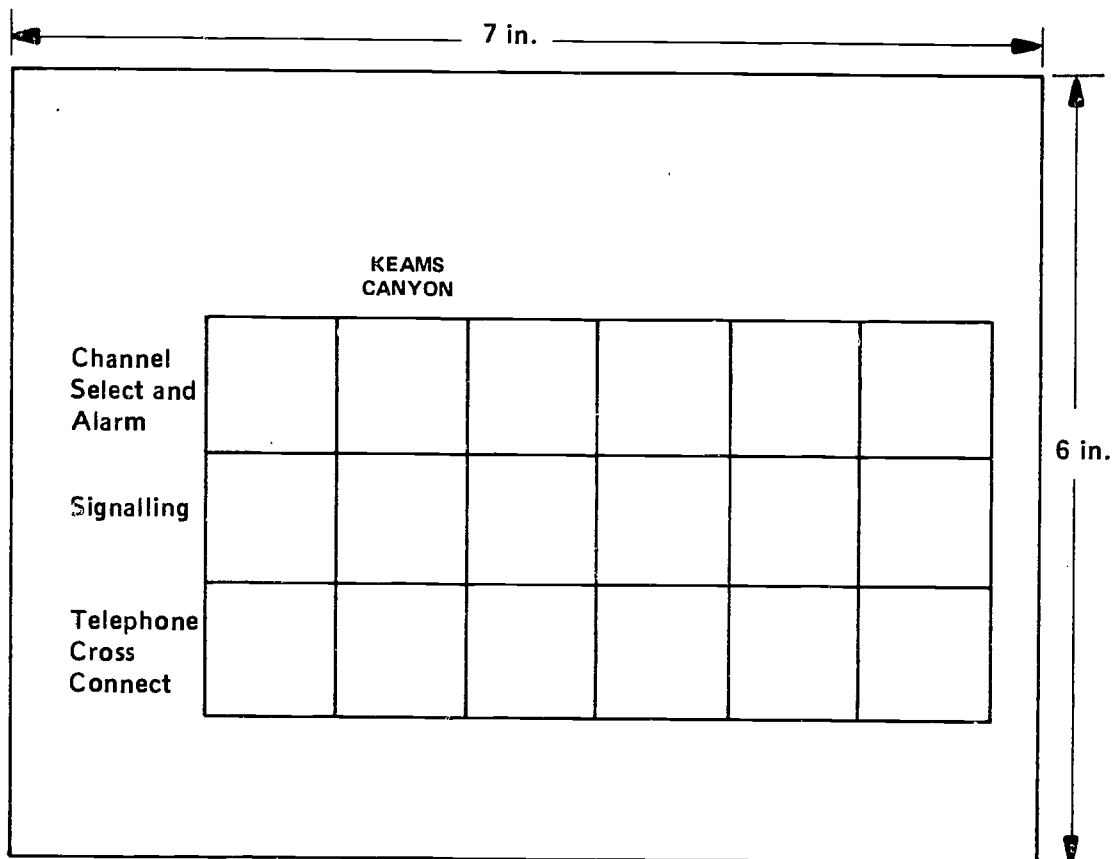 7 in.
KEAMS
CANYON
Channel
Select and
Alarm
6 in.
Signalling
Telephone
Cross
Connect